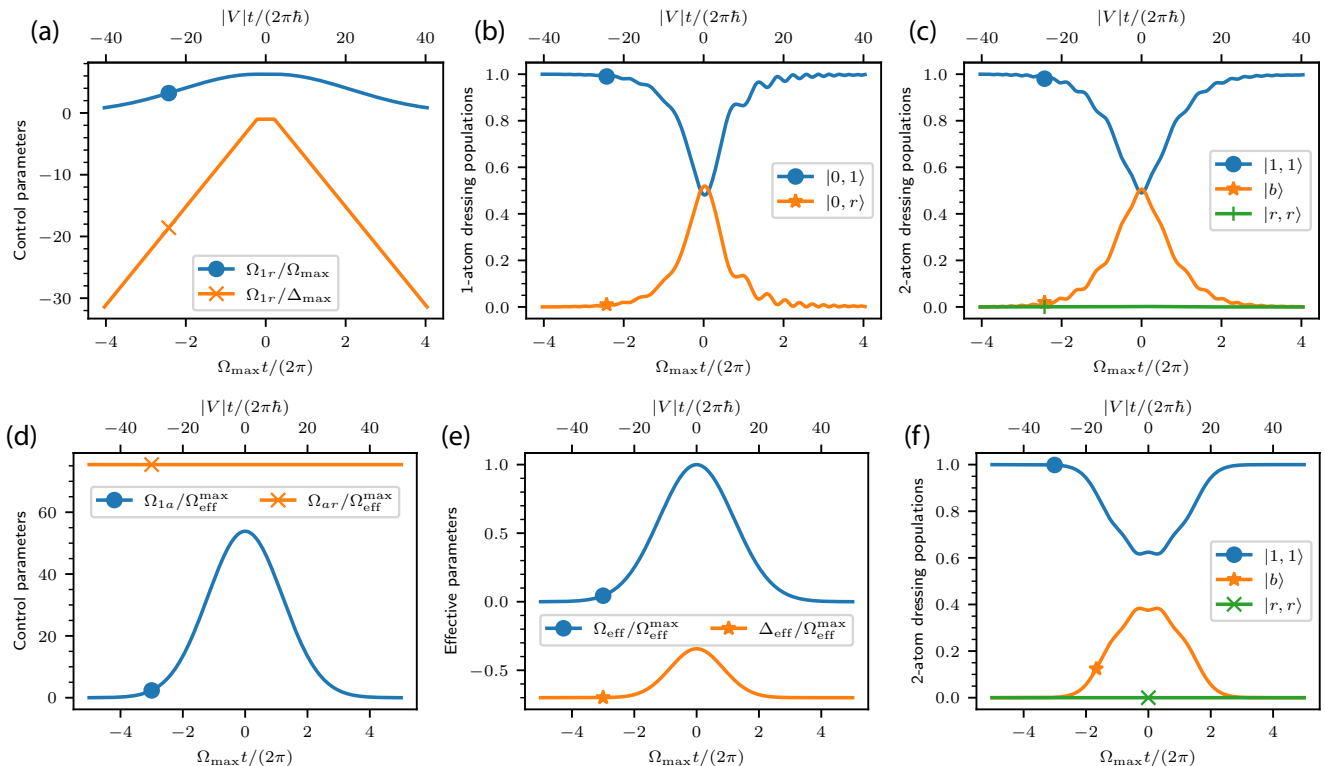 (a)
|V|t/(2πℏ)
−40 −20 0 20 40
Control parameters
0
−10
−20
−30
Ω1r/Ωmax
Ω1r/Δmax
−4 −2 0 2 4
Ωmaxt/(2π)
(b)
|V|t/(2πℏ)
−40 −20 0 20 40
1-atom dressing populations
1.0
0.8
0.6
0.4
0.2
0.0
|0, 1⟩
|0, r⟩
−4 −2 0 2 4
Ωmaxt/(2π)
(c)
|V|t/(2πℏ)
−40 −20 0 20 40
2-atom dressing populations
1.0
0.8
0.6
0.4
0.2
0.0
|1, 1⟩
|b⟩
|r, r⟩
−4 −2 0 2 4
Ωmaxt/(2π)
(d)
|V|t/(2πℏ)
−40 −20 0 20 40
Control parameters
60
40
20
0
Ω1a/Ωeffmax
Ωar/Ωeffmax
−4 −2 0 2 4
Ωmaxt/(2π)
(e)
|V|t/(2πℏ)
−40 −20 0 20 40
Effective parameters
1.0
0.5
0.0
−0.5
Ωeff/Ωeffmax
Δeff/Ωeffmax
−4 −2 0 2 4
Ωmaxt/(2π)
(f)
|V|t/(2πℏ)
−40 −20 0 20 40
2-atom dressing populations
1.0
0.8
0.6
0.4
0.2
0.0
|1, 1⟩
|b⟩
|r, r⟩
−4 −2 0 2 4
Ωmaxt/(2π)